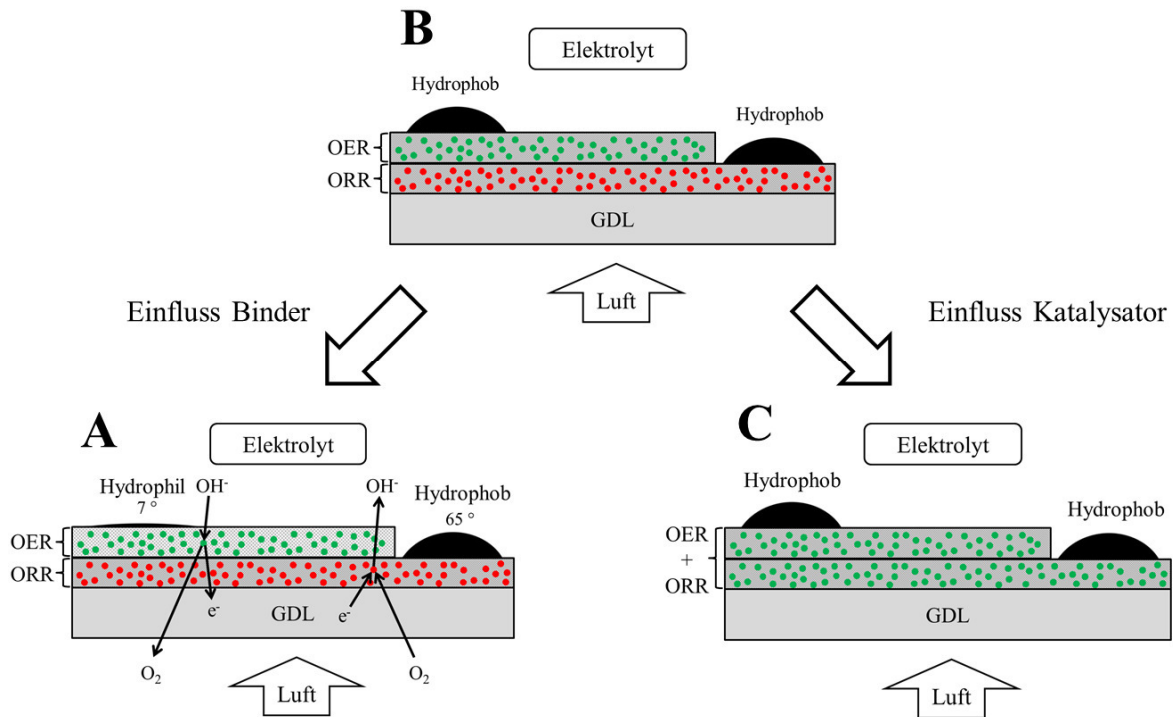 B
Elektrolyt
Hydrophob
Hydrophob
OER
ORR
GDL
Luft
Einfluss Binder
Einfluss Katalysator
A
Elektrolyt
Hydrophil
7 °
OH-
OH-
Hydrophob
65 °
OER
ORR
e-
GDL
e-
O2
O2
Luft
C
Elektrolyt
Hydrophob
Hydrophob
OER
+
ORR
GDL
Luft